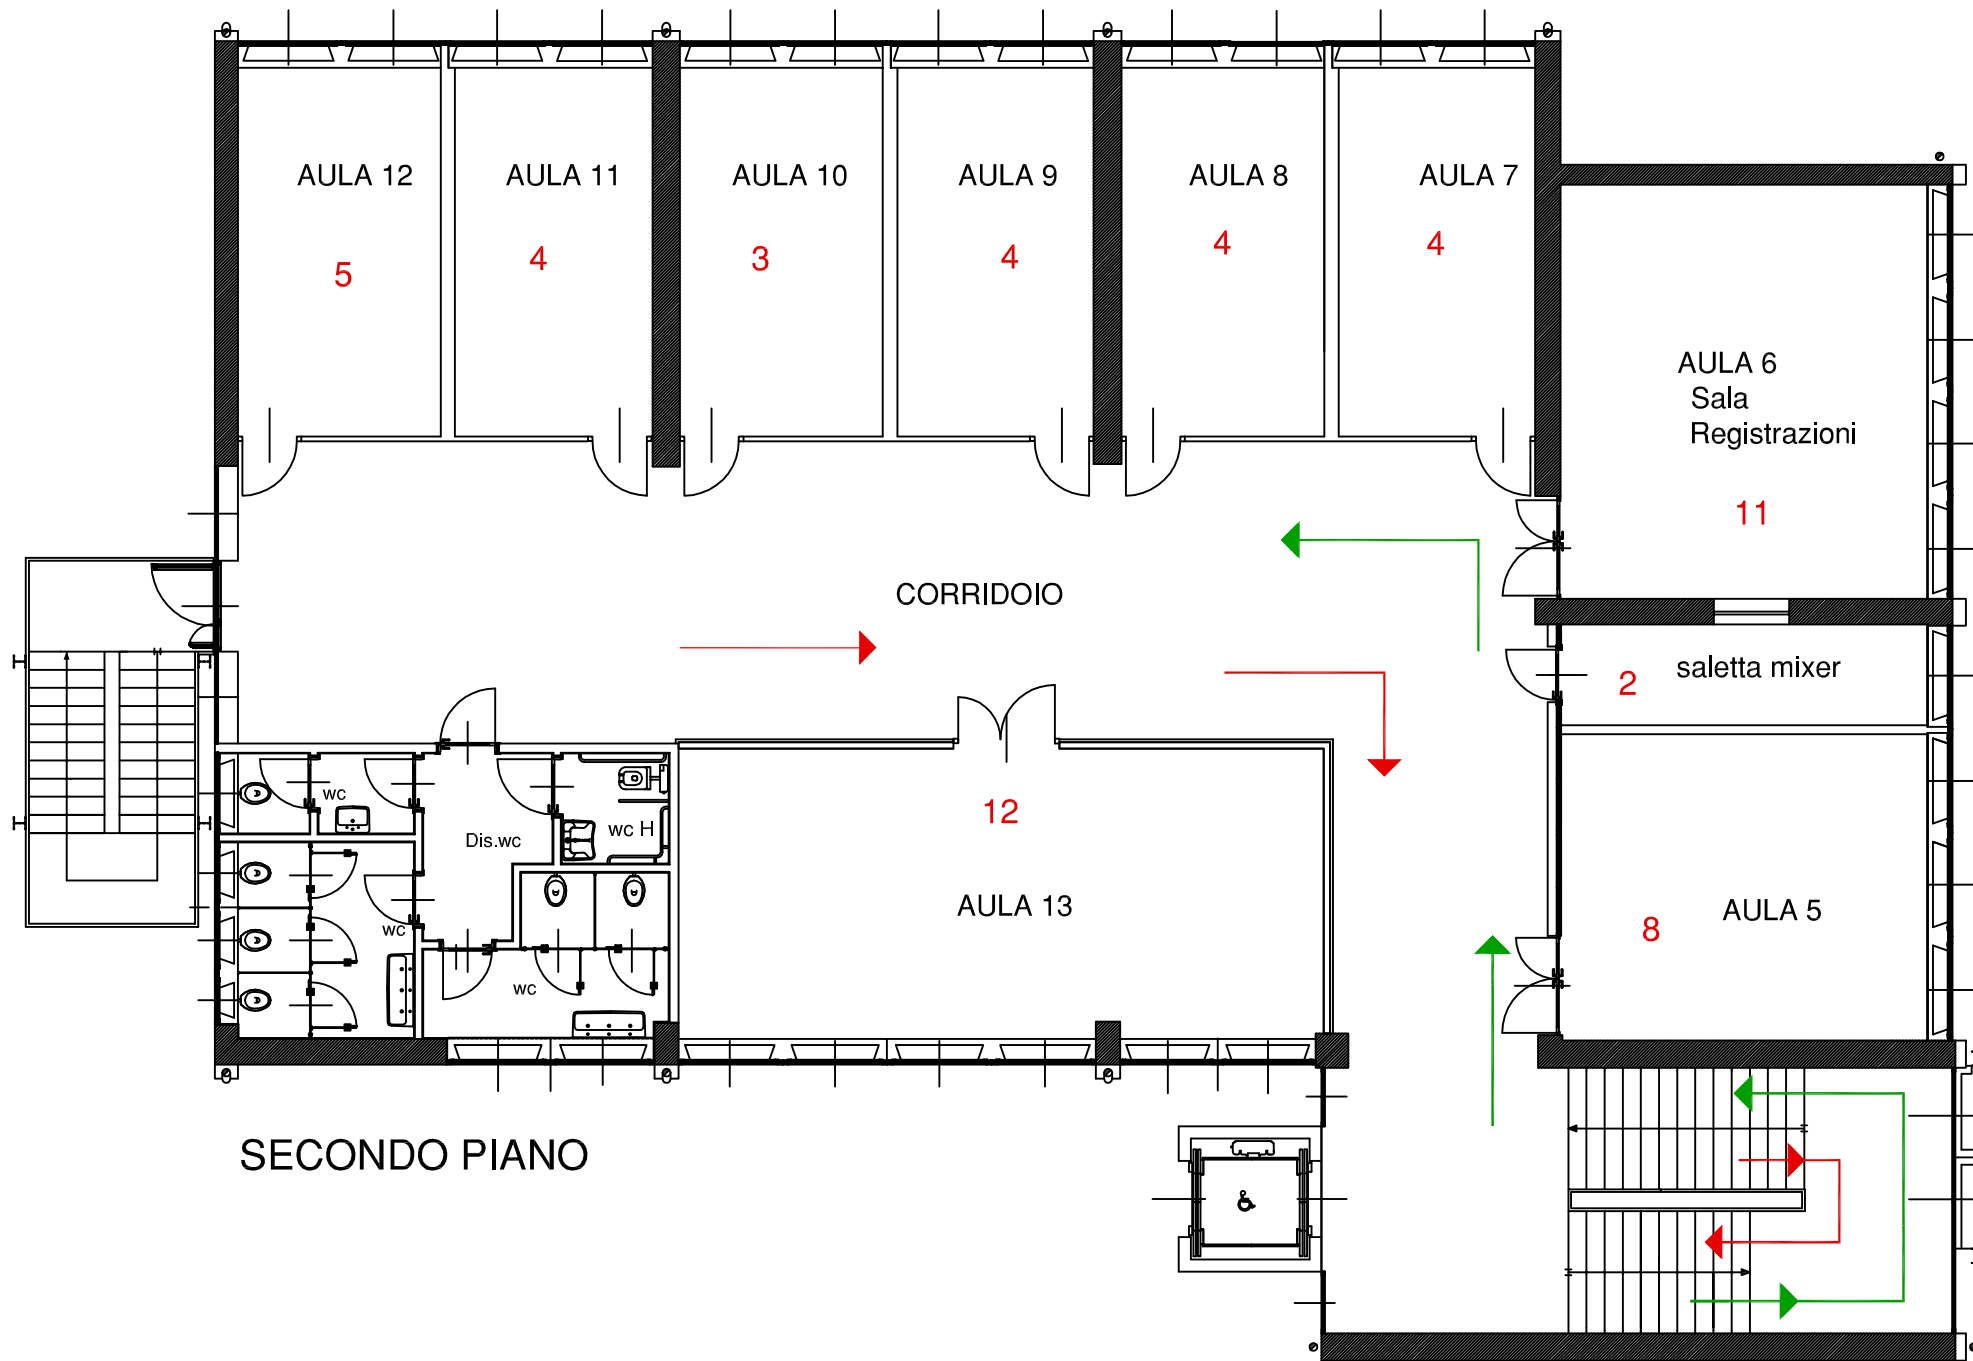 AULA 12
AULA 11
AULA 10
AULA 9
AULA 8
AULA 7
5
4
3
4
4
4
AULA 6
Sala
Registrazioni
11
CORRIDOIO
2
saletta mixer
wc
Dis.wc
wc H
12
AULA 13
8
AULA 5
wc
wc
SECONDO PIANO